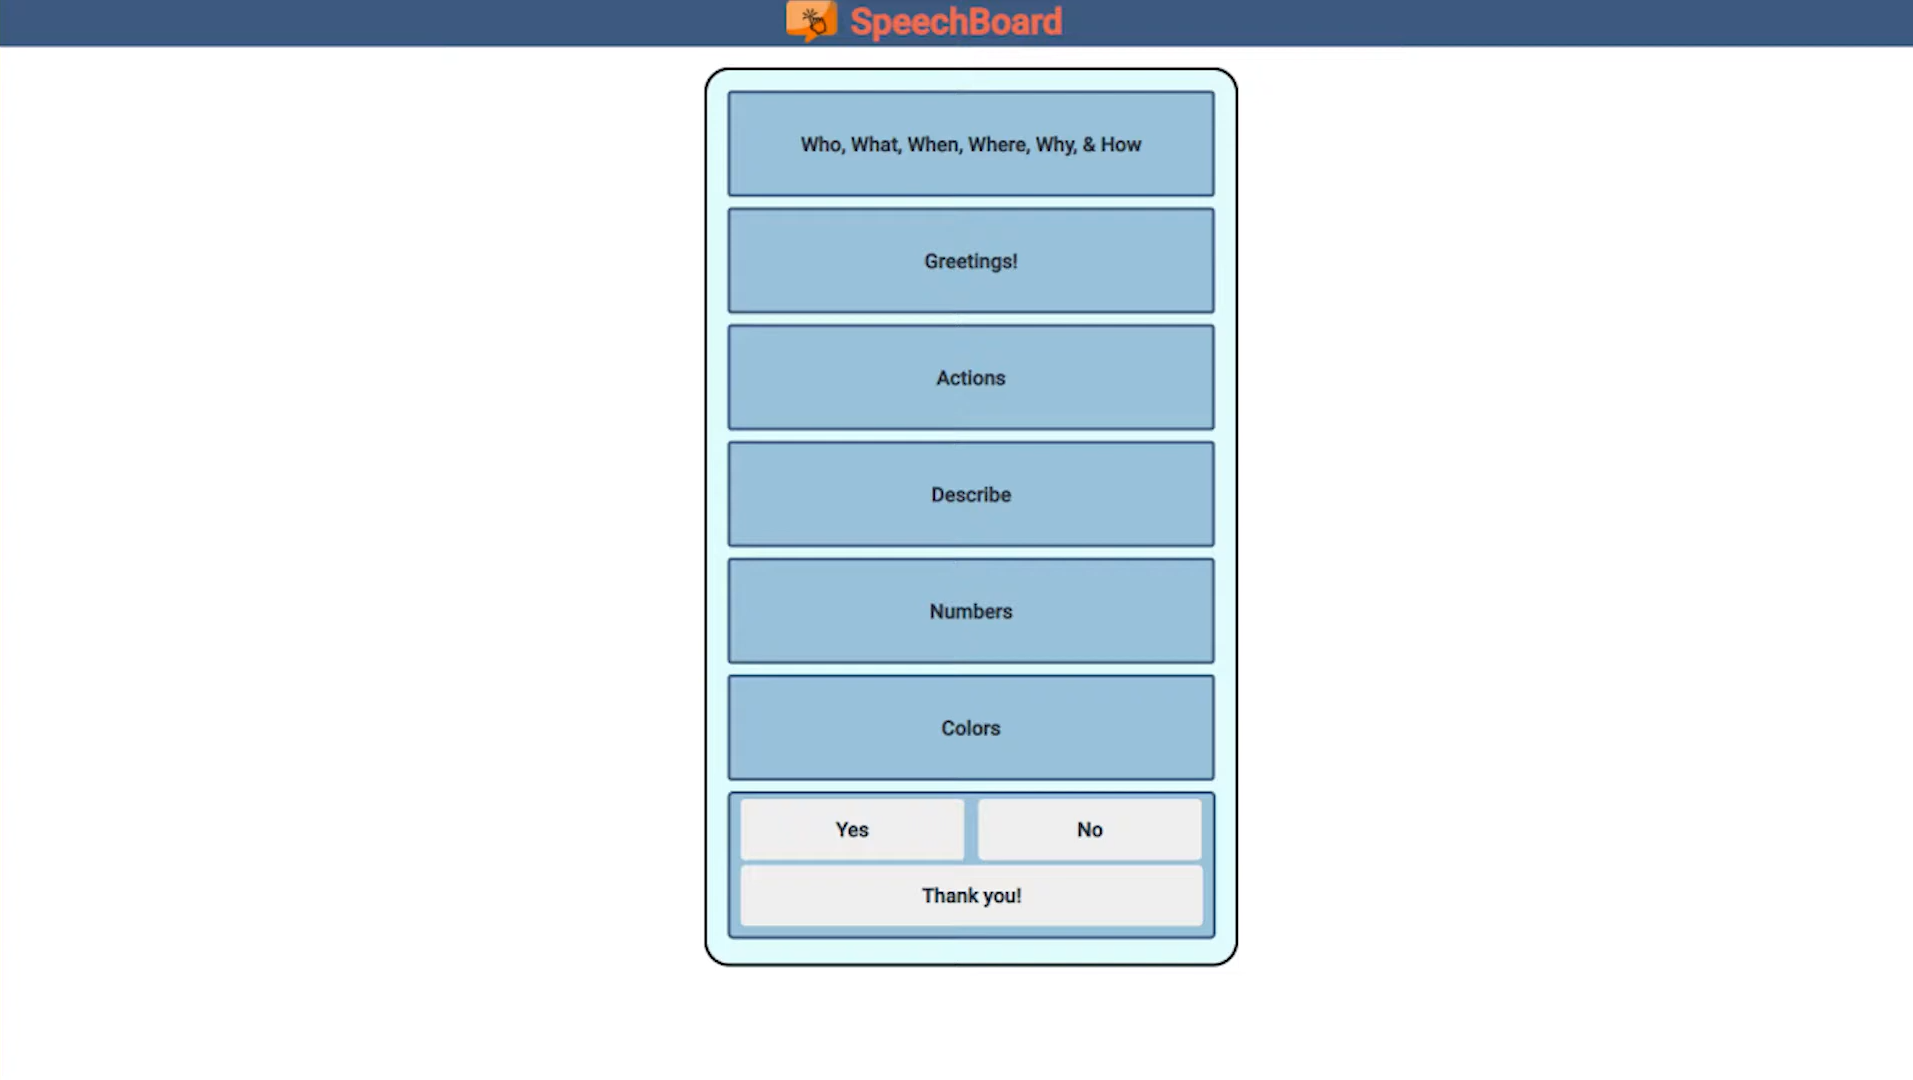 SpeechBoard
Who, What, When, Where, Why, & How
Greetings!
Actions
Describe
Numbers
Colors
Yes
No
Thank you!